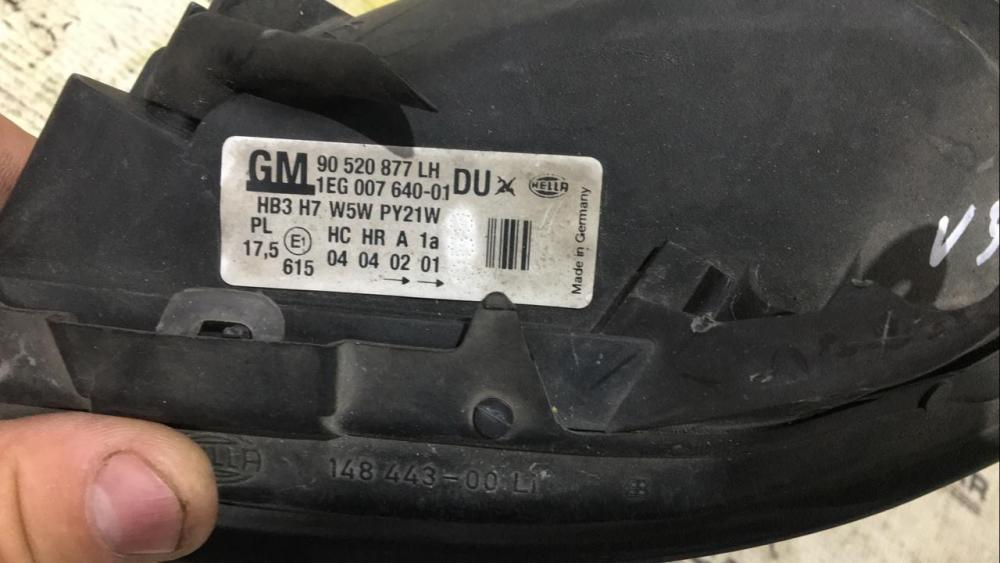 GM 90 520 877 LH
1EG 007 640-01 DU HELLA
HB3 H7 W5W PY21W
PL HC HR A 1a
17,5 E1
615 04 04 02 01
Made in Germany
HELLA 148 443-00 Li